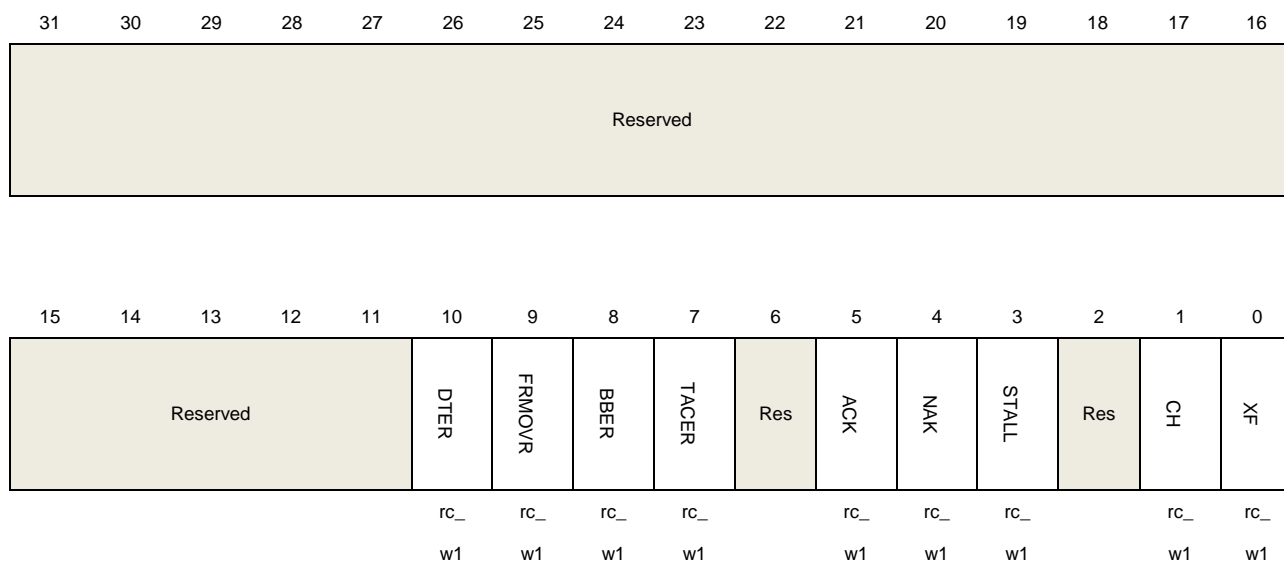 31 30 29 28 27 26 25 24 23 22 21 20 19 18 17 16
Reserved
15 14 13 12 11 10 9 8 7 6 5 4 3 2 1 0
Reserved DTER FRMOVR BBER TACER Res ACK NAK STALL Res CH XF
rc_ rc_ rc_ rc_ rc_ rc_ rc_ rc_ rc_
w1 w1 w1 w1 w1 w1 w1 w1 w1